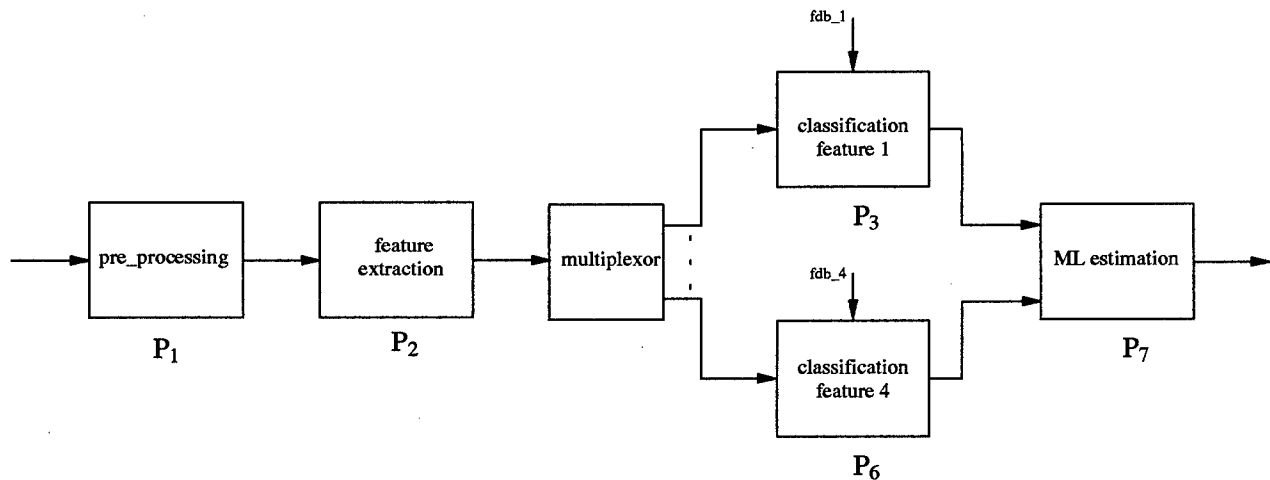 fdb_1
classification
feature 1
P3
pre_processing
P1
feature
extraction
P2
multiplexor
fdb_4
classification
feature 4
P6
ML estimation
P7